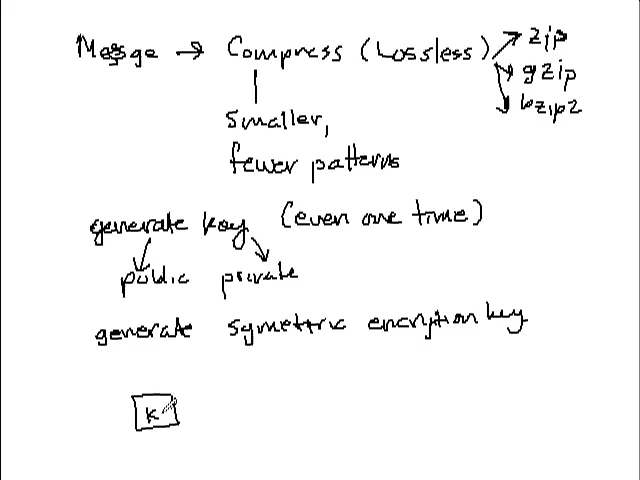 Message → Compress (Lossless) zip
gzip
bzip2
smaller,
fewer patterns
generate key (even one time)
public private
generate symettric encryption key
K